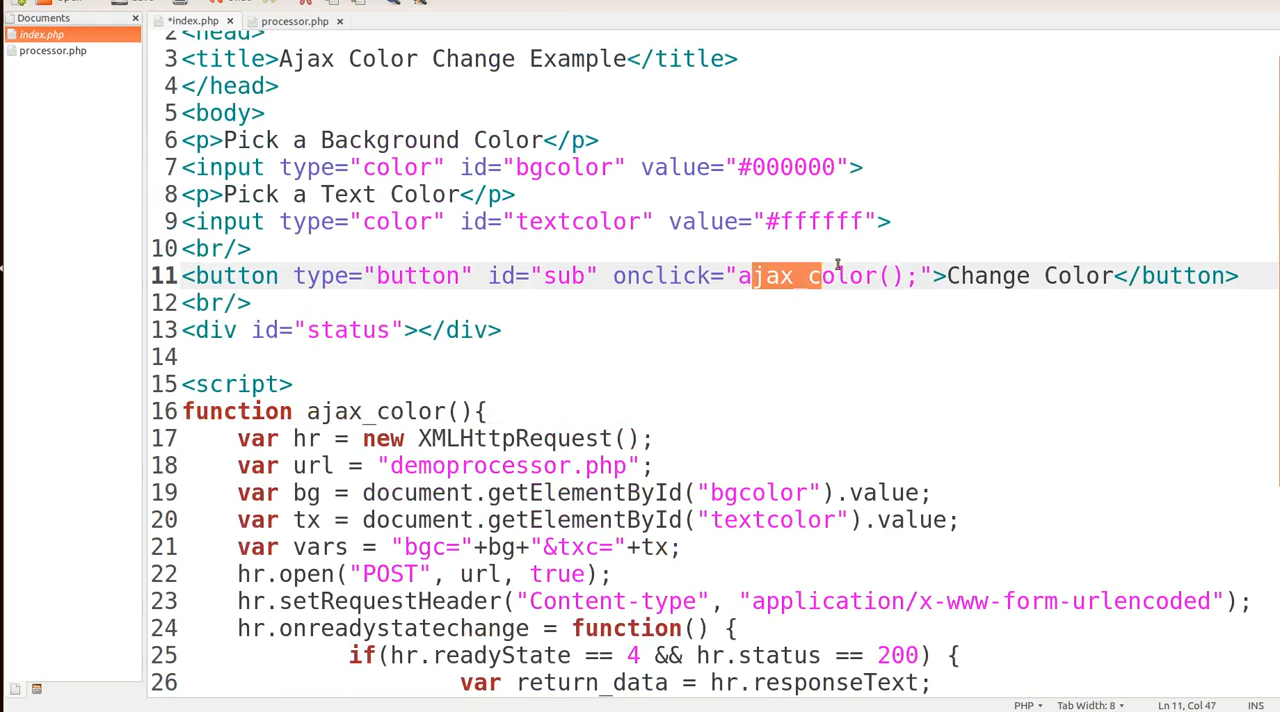 Documents
*index.php
processor.php
index.php
processor.php
2 <head>
3 <title>Ajax Color Change Example</title>
4 </head>
5 <body>
6 <p>Pick a Background Color</p>
7 <input type="color" id="bgcolor" value="#000000">
8 <p>Pick a Text Color</p>
9 <input type="color" id="textcolor" value="#ffffff">
10 <br/>
11 <button type="button" id="sub" onclick="ajax_color();">Change Color</button>
12 <br/>
13 <div id="status"></div>
14
15 <script>
16 function ajax_color(){
17 var hr = new XMLHttpRequest();
18 var url = "demoprocessor.php";
19 var bg = document.getElementById("bgcolor").value;
20 var tx = document.getElementById("textcolor").value;
21 var vars = "bgc="+bg+"&txc="+tx;
22 hr.open("POST", url, true);
23 hr.setRequestHeader("Content-type", "application/x-www-form-urlencoded");
24 hr.onreadystatechange = function() {
25 if(hr.readyState == 4 && hr.status == 200) {
26 var return_data = hr.responseText;
PHP
Tab Width: 8
Ln 11, Col 47
INS